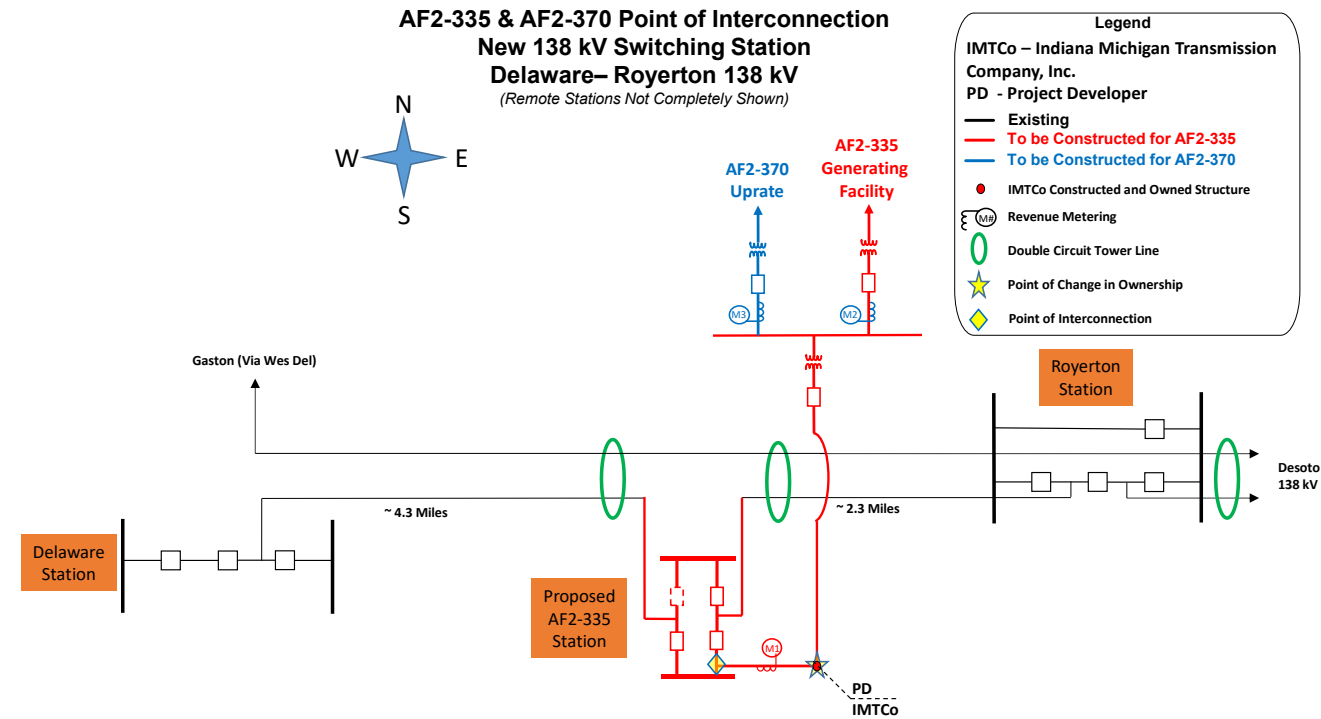 AF2-335 & AF2-370 Point of Interconnection
New 138 kV Switching Station
Delaware– Royerton 138 kV
(Remote Stations Not Completely Shown)
Legend
IMTCo – Indiana Michigan Transmission
Company, Inc.
PD - Project Developer
Existing
To be Constructed for AF2-335
To be Constructed for AF2-370
IMTCo Constructed and Owned Structure
M#
Revenue Metering
Double Circuit Tower Line
Point of Change in Ownership
Point of Interconnection
N
W
E
S
AF2-370
Uprate
AF2-335
Generating
Facility
M3
M2
Gaston (Via Wes Del)
Royerton
Station
Desoto
138 kV
~ 4.3 Miles
~ 2.3 Miles
Delaware
Station
Proposed
AF2-335
Station
M1
PD
IMTCo